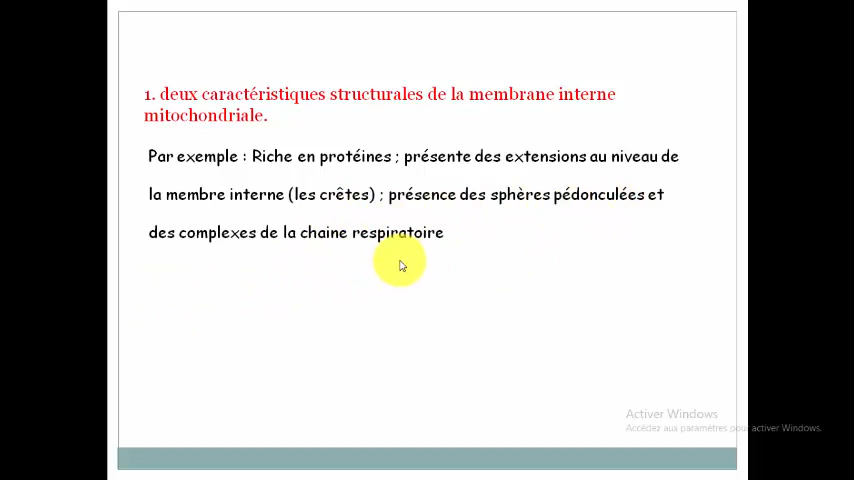 1. deux caractéristiques structurales de la membrane interne
mitochondriale.
Par exemple : Riche en protéines ; présente des extensions au niveau de
la membre interne (les crêtes) ; présence des sphères pédonculées et
des complexes de la chaine respiratoire
Activer Windows
Accédez aux paramètres pour activer Windows.